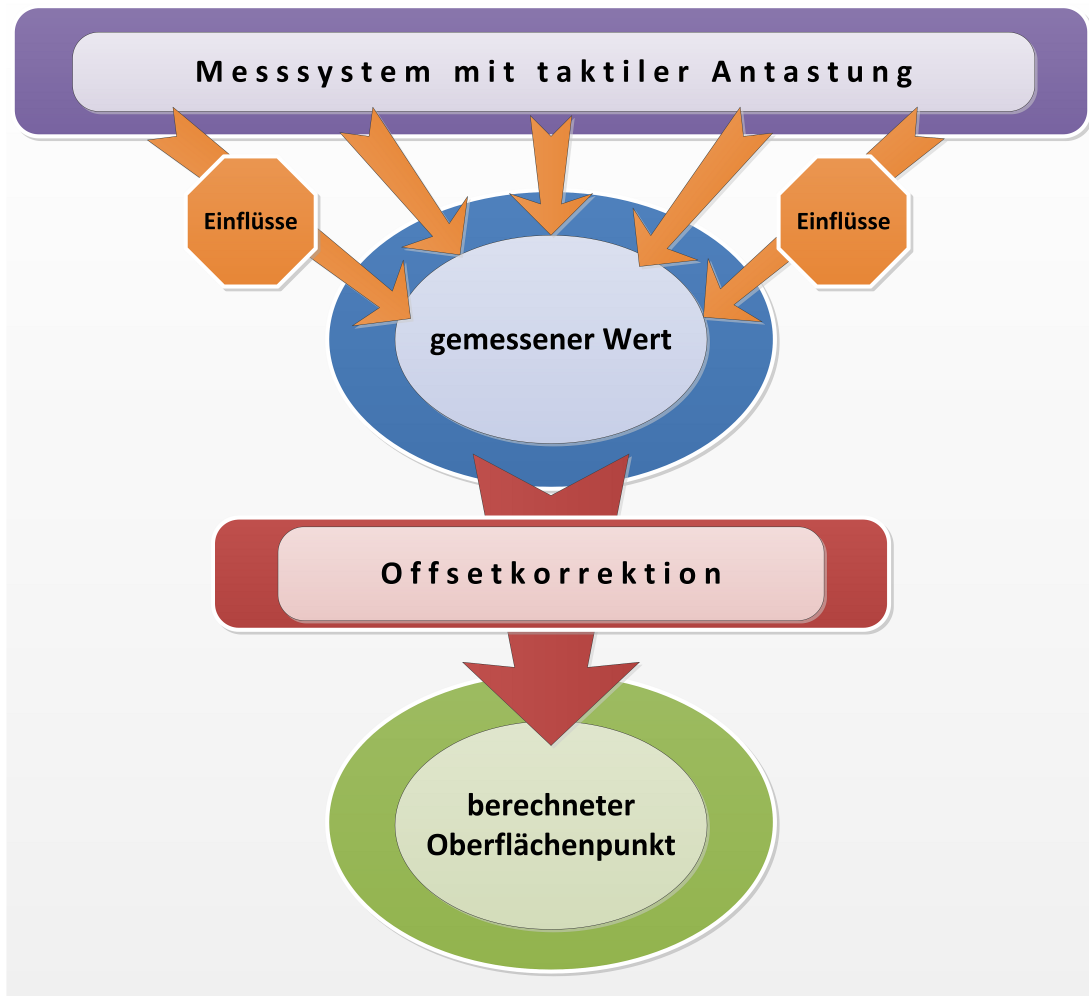 Messsystem mit taktiler Antastung
Einflüsse
Einflüsse
gemessener Wert
Offsetkorrektion
berechneter
Oberflächenpunkt